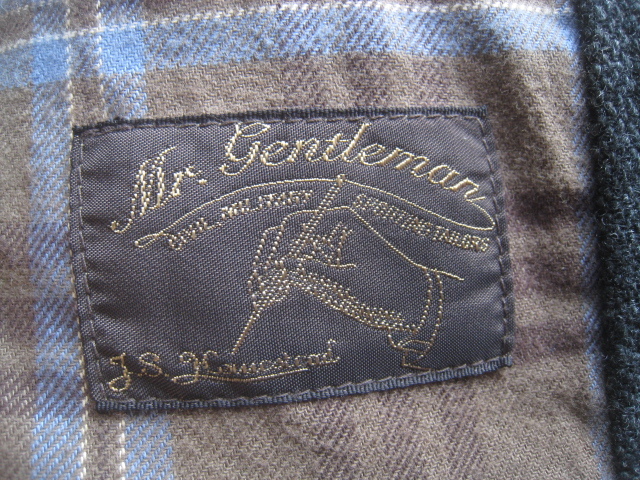 Mr. Gentleman
CIVIL, MILITARY SPORTING TAILORS
J.S. Homestead